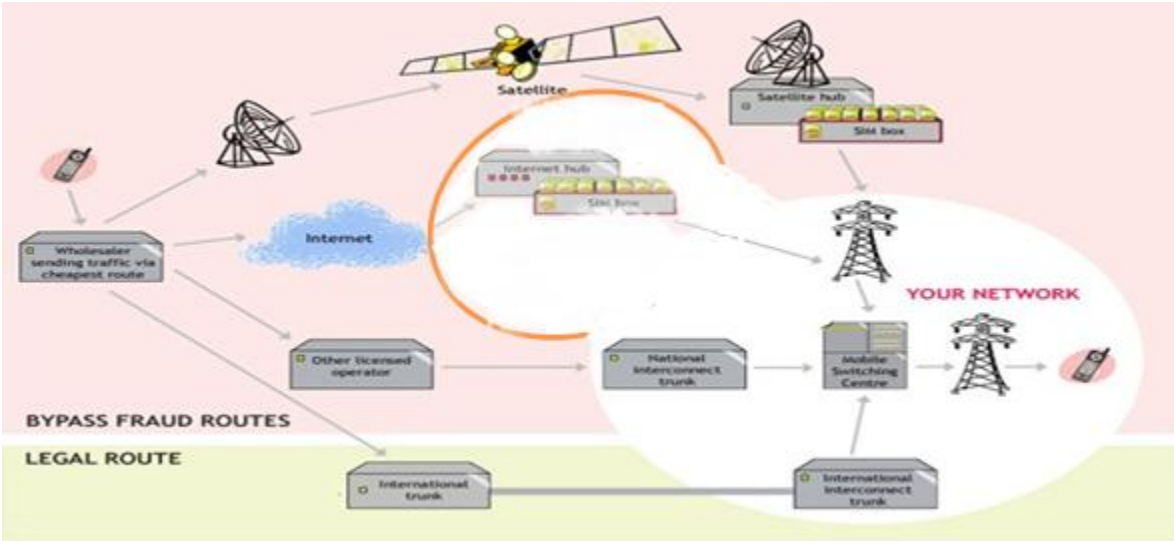 Satellite
Satellite hub
SIM box
Internet hub
SIM box
Internet
Wholesaler
sending traffic via
cheapest route
YOUR NETWORK
Other licensed
operator
National
Interconnect
trunk
Mobile
Switching
Centre
BYPASS FRAUD ROUTES
LEGAL ROUTE
International
trunk
International
Interconnect
trunk